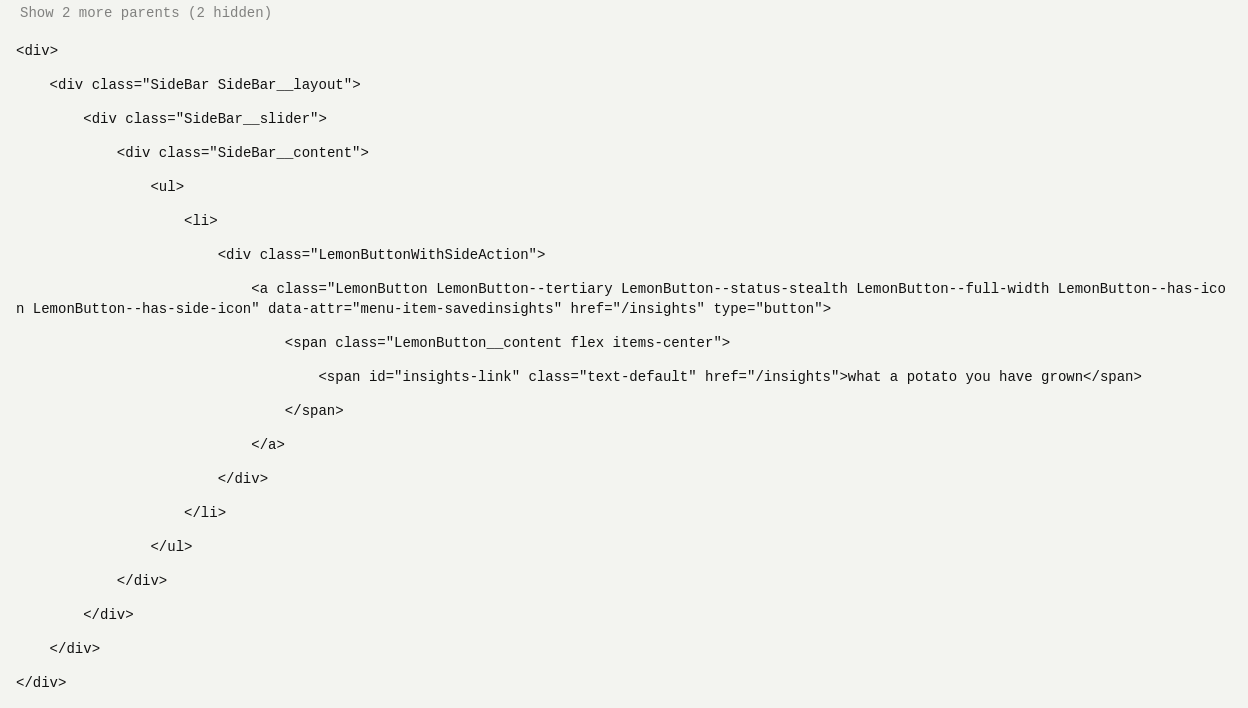 Show 2 more parents (2 hidden)
<div>
<div class="SideBar SideBar__layout">
<div class="SideBar__slider">
<div class="SideBar__content">
<ul>
<li>
<div class="LemonButtonWithSideAction">
<a class="LemonButton LemonButton--tertiary LemonButton--status-stealth LemonButton--full-width LemonButton--has-ico
n LemonButton--has-side-icon" data-attr="menu-item-savedinsights" href="/insights" type="button">
<span class="LemonButton__content flex items-center">
<span id="insights-link" class="text-default" href="/insights">what a potato you have grown</span>
</span>
</a>
</div>
</li>
</ul>
</div>
</div>
</div>
</div>